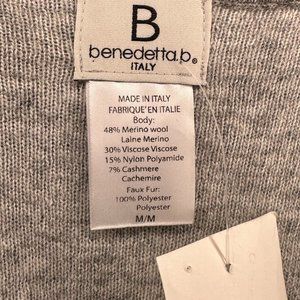 B
benedetta.b.®
ITALY
MADE IN ITALY
FABRIQUE' EN ITALIE
Body:
48% Merino wool
Laine Merino
30% Viscose Viscose
15% Nylon Polyamide
7% Cashmere
Cachemire
Faux Fur:
100% Polyester
Polyester
M/M